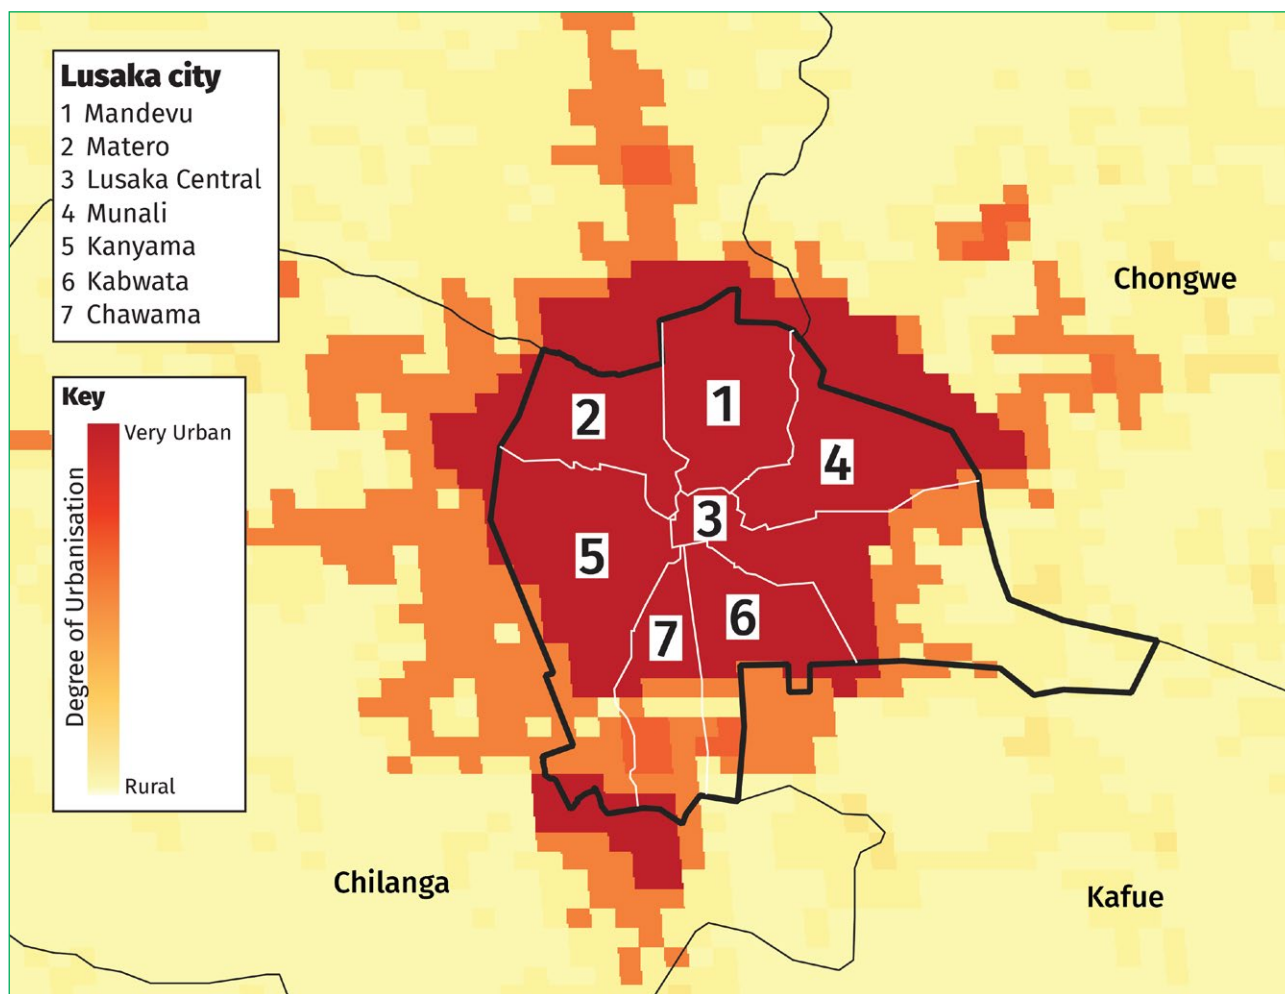 Lusaka city
1 Mandevu
2 Matero
3 Lusaka Central
4 Munali
5 Kanyama
6 Kabwata
7 Chawama
Key
Very Urban
Degree of Urbanisation
Rural
Chongwe
1
2
4
3
5
6
7
Chilanga
Kafue